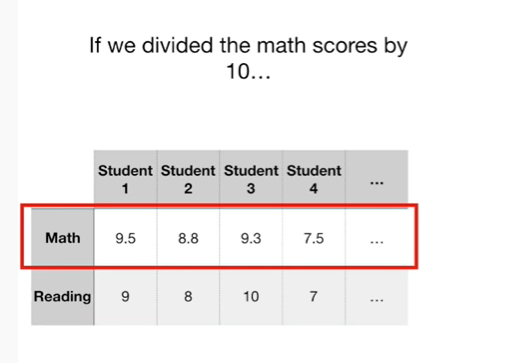 If we divided the math scores by
10...
Student Student Student Student ...
1 2 3 4
Math 9.5 8.8 9.3 7.5 ...
Reading 9 8 10 7 ...